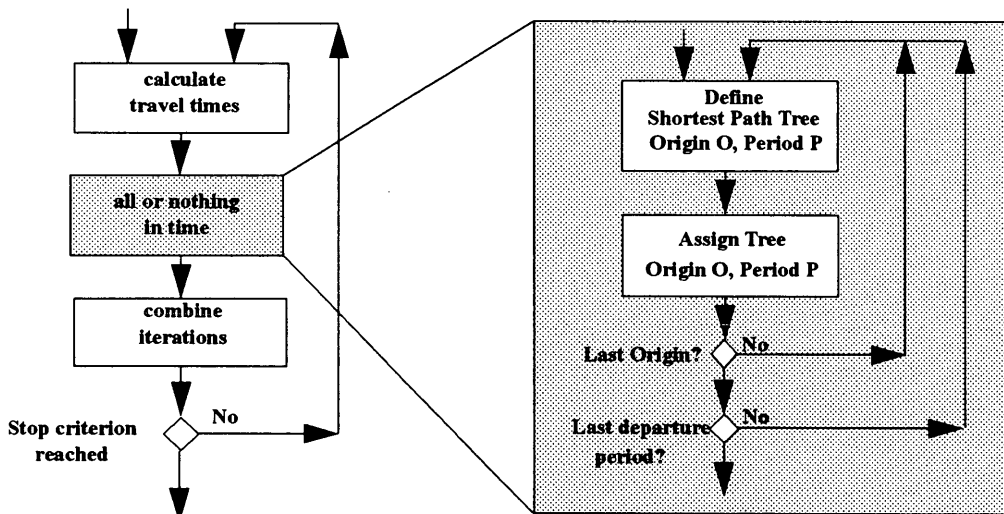 calculate
travel times
all or nothing
in time
combine
iterations
No
Stop criterion
reached
Define
Shortest Path Tree
Origin O, Period P
Assign Tree
Origin O, Period P
Last Origin?
No
Last departure
period?
No